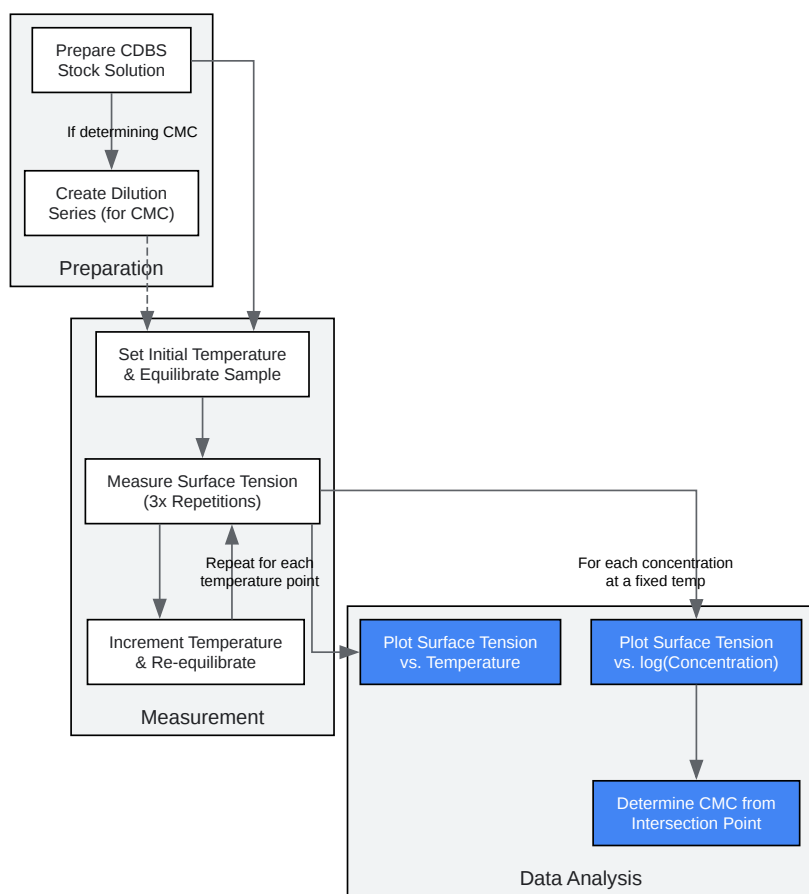 Prepare CDBS
Stock Solution
If determining CMC
Create Dilution
Series (for CMC)
Preparation
Set Initial Temperature
& Equilibrate Sample
Measure Surface Tension
(3x Repetitions)
Repeat for each
temperature point
For each concentration
at a fixed temp
Increment Temperature
& Re-equilibrate
Measurement
Plot Surface Tension
vs. Temperature
Plot Surface Tension
vs. log(Concentration)
Determine CMC from
Intersection Point
Data Analysis